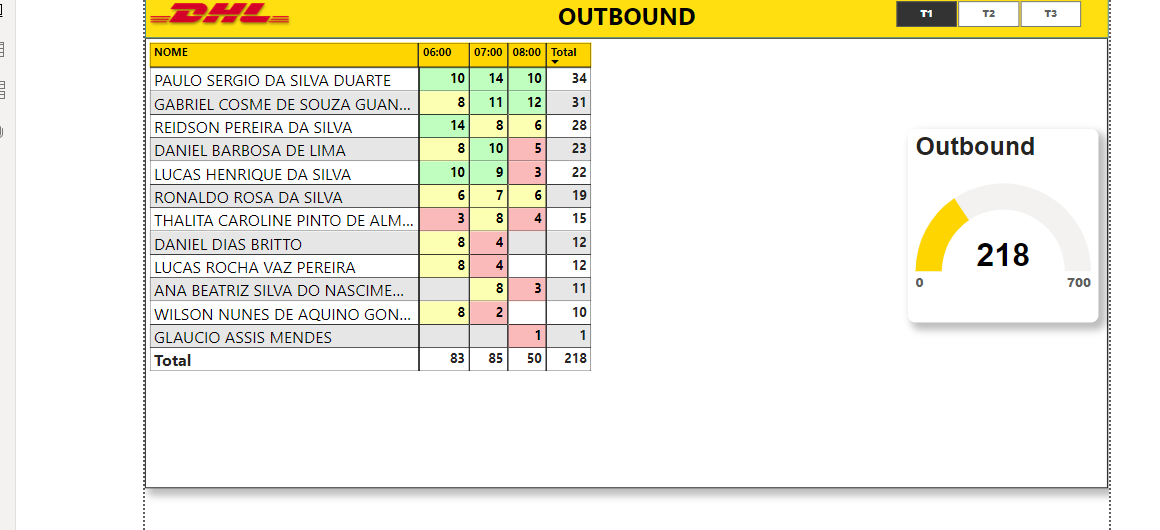 DHL
OUTBOUND
T1 T2 T3
NOME 06:00 07:00 08:00 Total
PAULO SERGIO DA SILVA DUARTE 10 14 10 34
GABRIEL COSME DE SOUZA GUAN... 8 11 12 31
REIDSON PEREIRA DA SILVA 14 8 6 28
DANIEL BARBOSA DE LIMA 8 10 5 23
LUCAS HENRIQUE DA SILVA 10 9 3 22
RONALDO ROSA DA SILVA 6 7 6 19
THALITA CAROLINE PINTO DE ALM... 3 8 4 15
DANIEL DIAS BRITTO 8 4 12
LUCAS ROCHA VAZ PEREIRA 8 4 12
ANA BEATRIZ SILVA DO NASCIME... 8 3 11
WILSON NUNES DE AQUINO GON... 8 2 10
GLAUCIO ASSIS MENDES 1 1
Total 83 85 50 218
Outbound
218
0 700